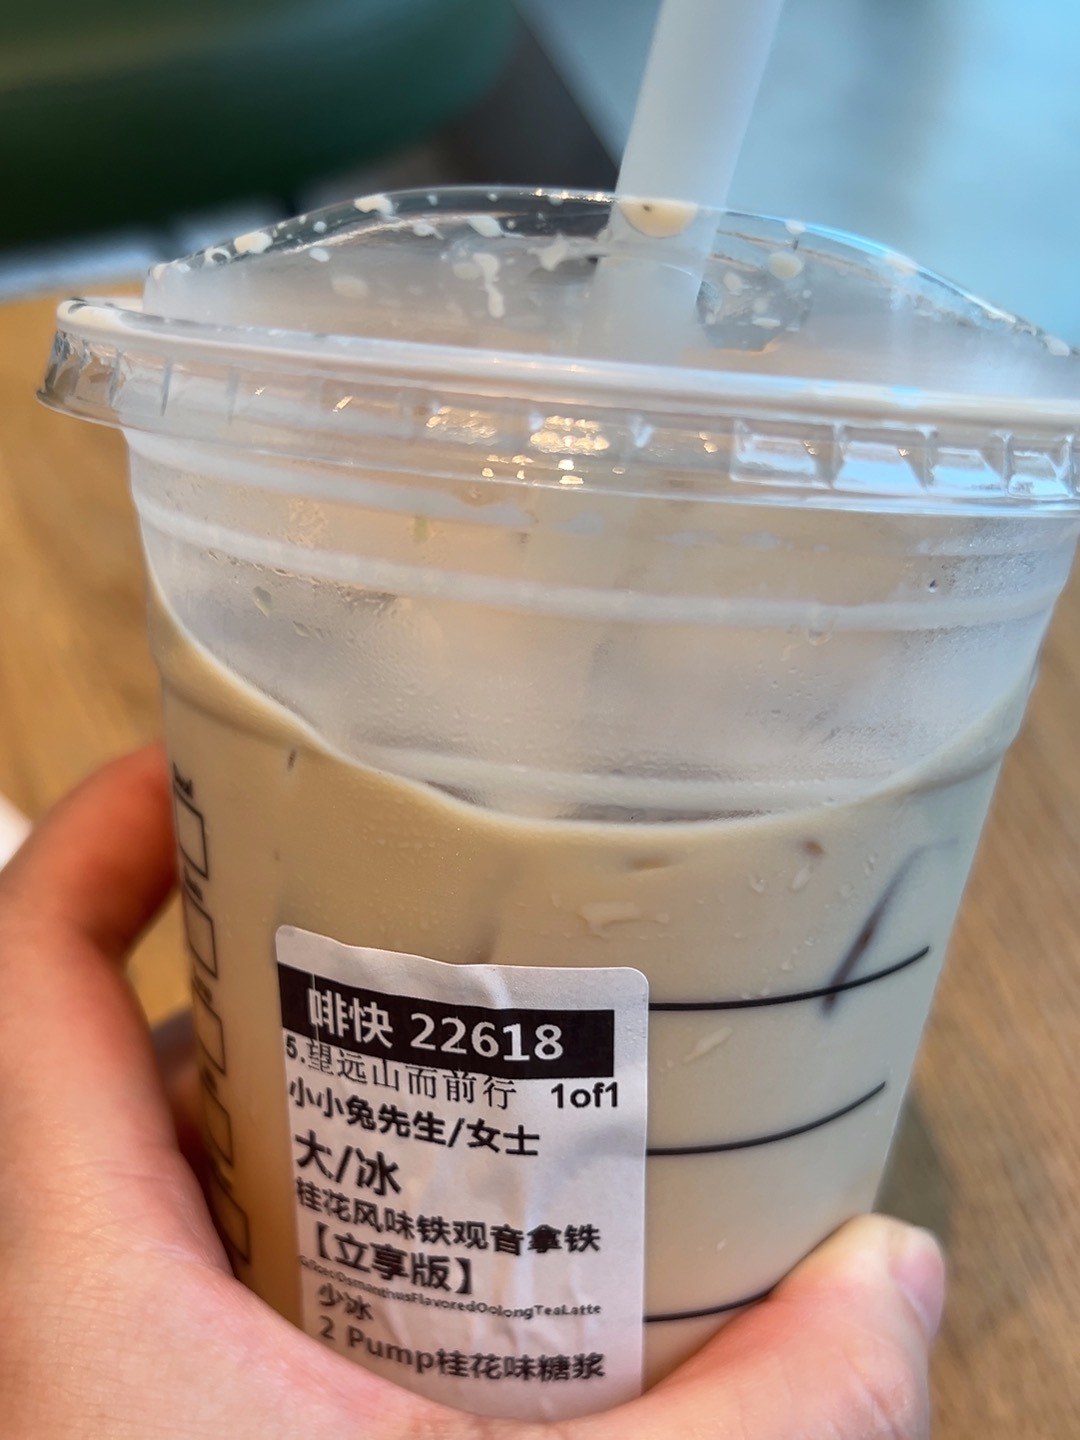 啡快 22618
5.望远山而前行
1of1
小小兔先生/女士
大/冰
桂花风味铁观音拿铁
【立享版】
OsmanthusFlavoredOolongTeaLatte
少冰
2 Pump桂花味糖浆